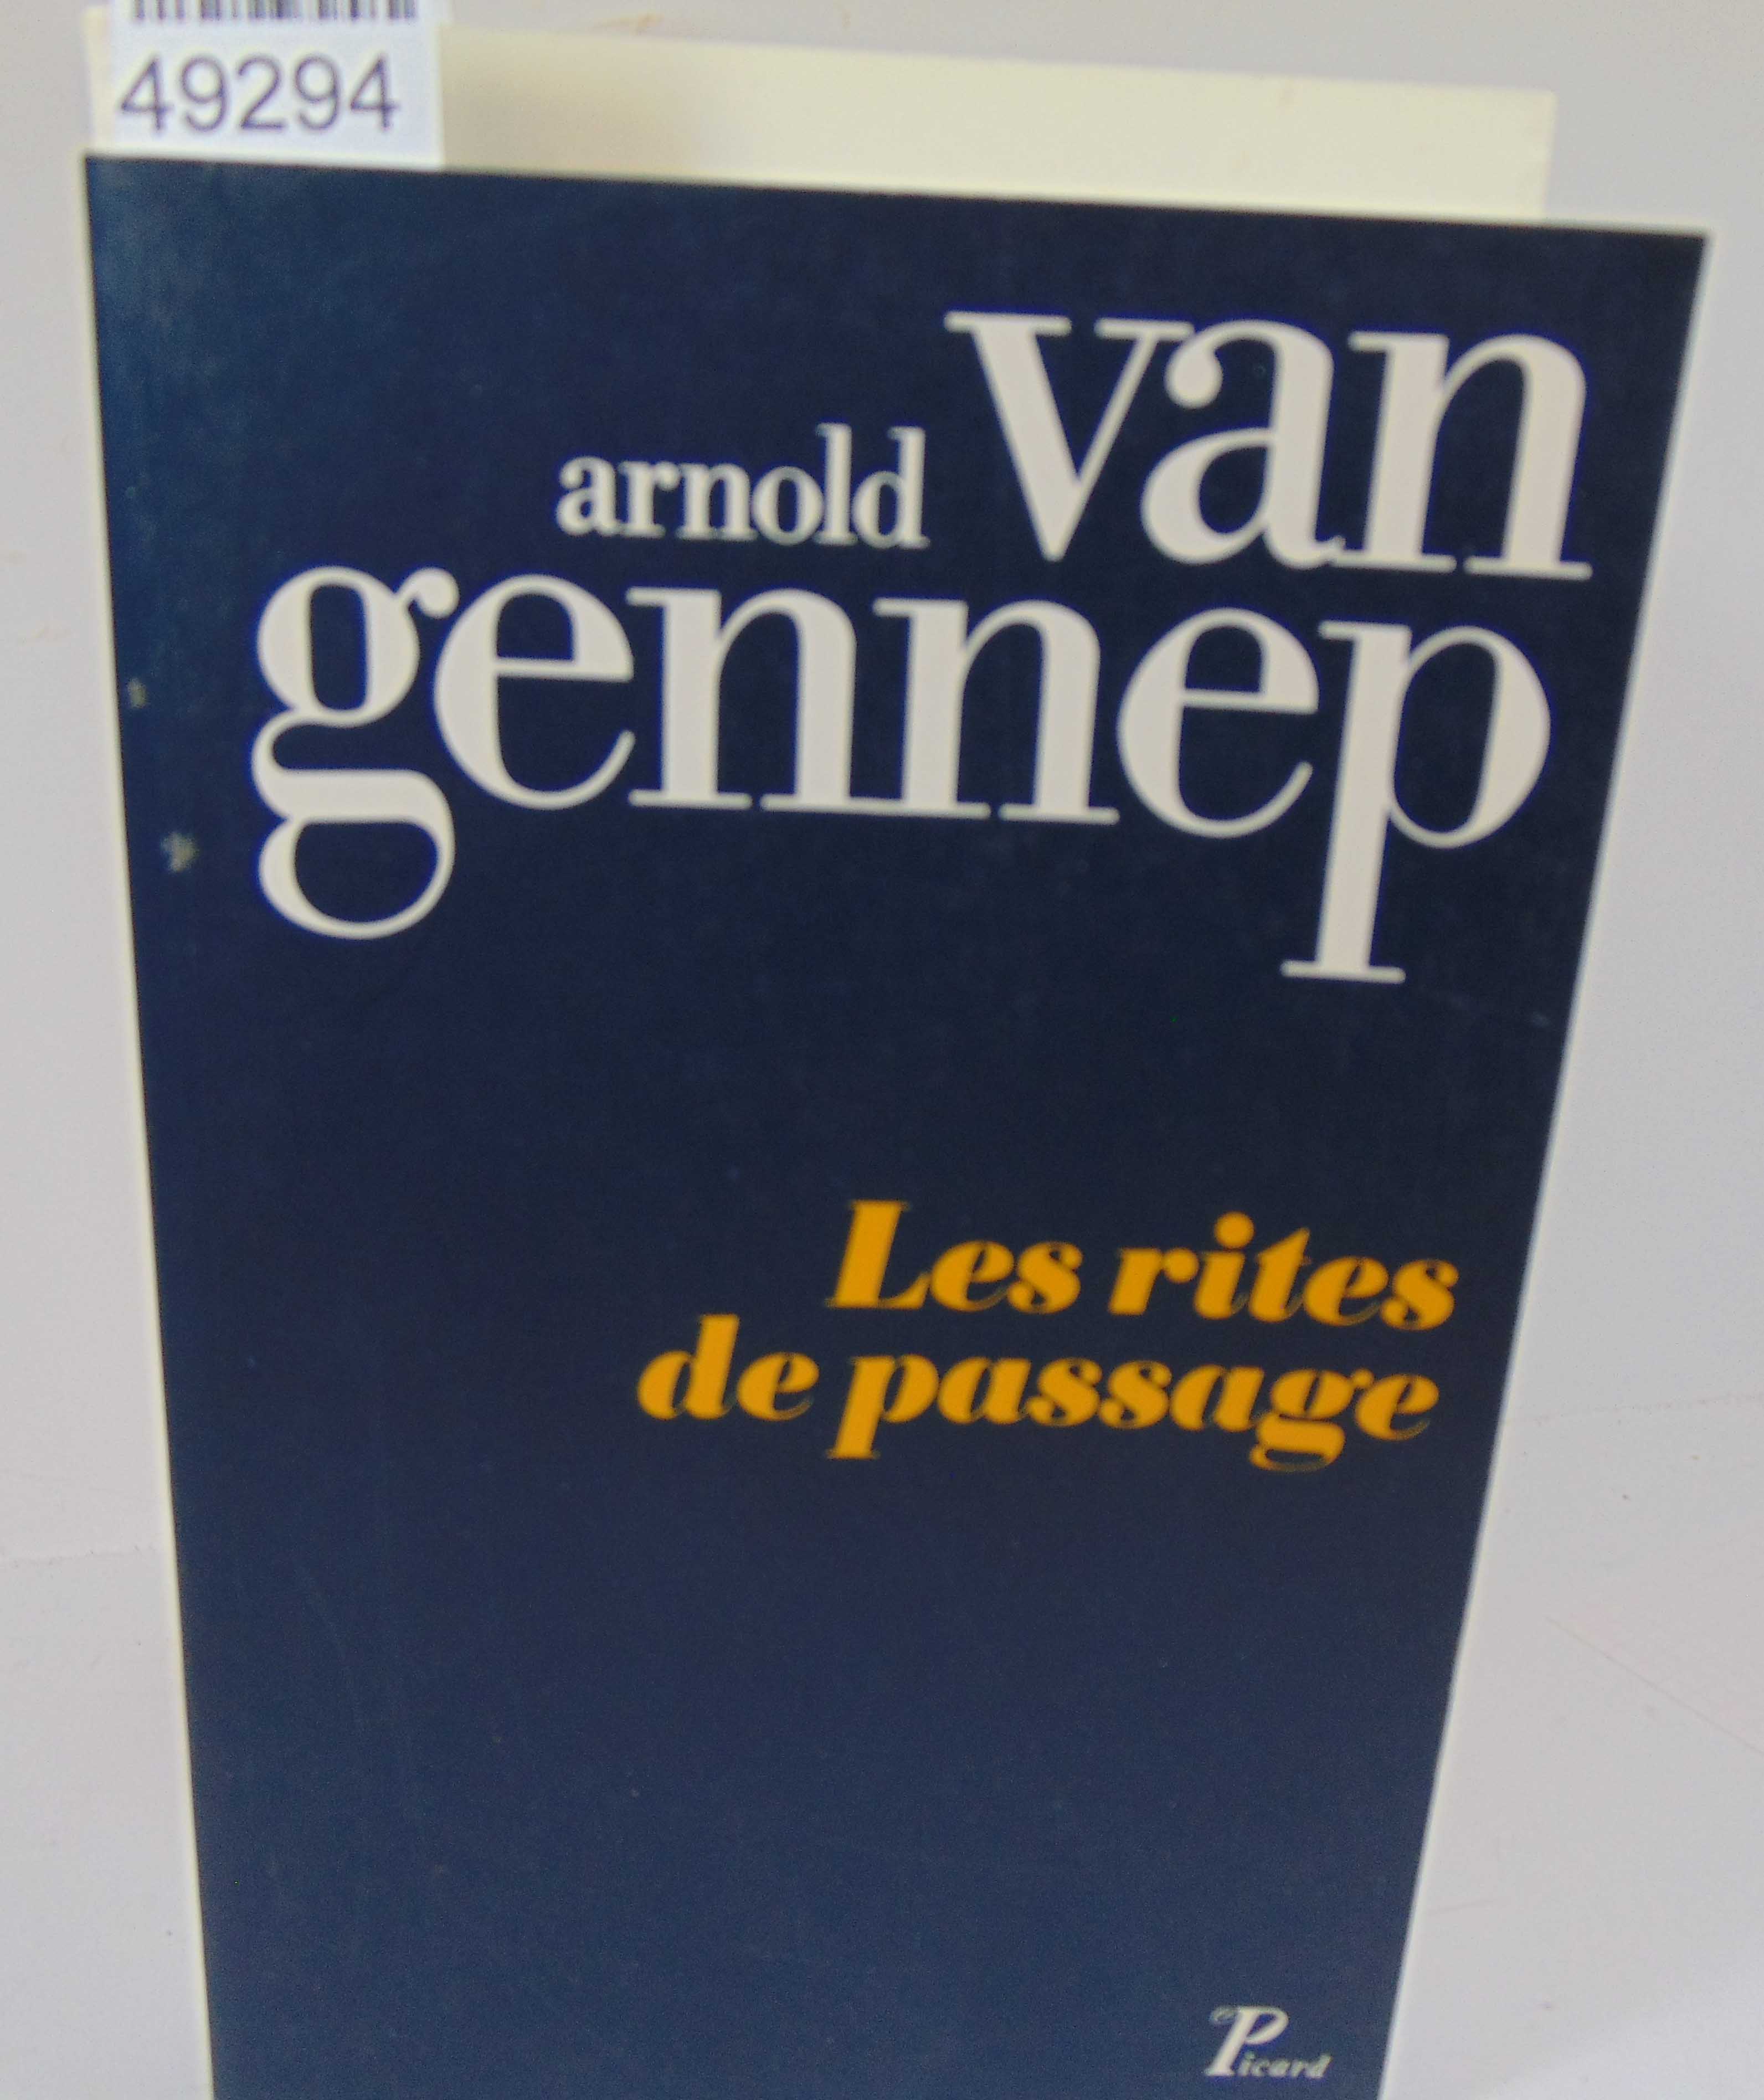 49294
arnold van
gennep
Les rites
de passage
Picard